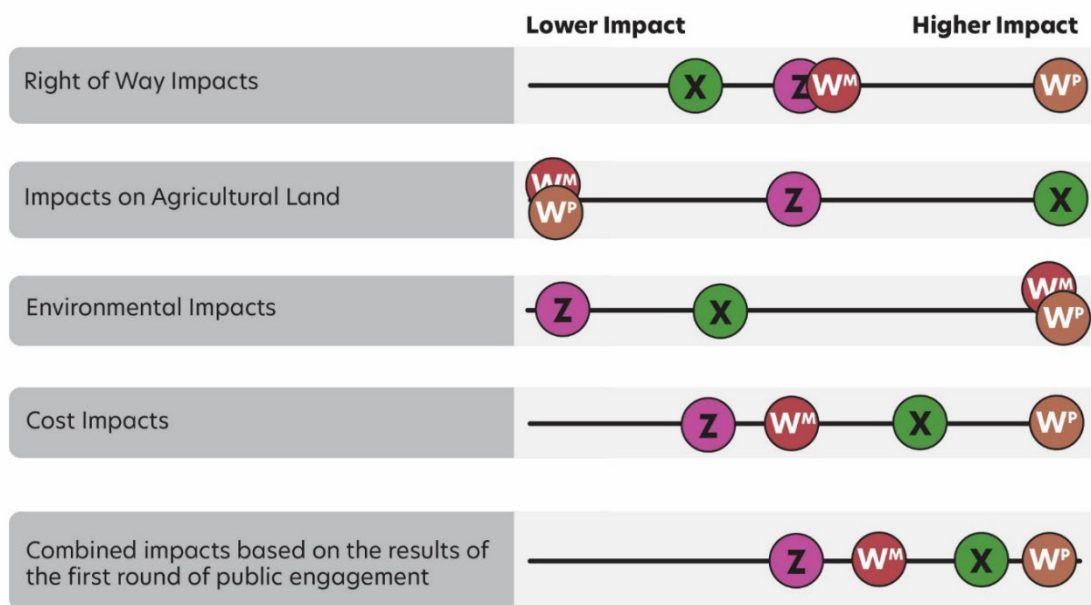 Lower Impact Higher Impact
Right of Way Impacts
X Z Wᴹ Wᴾ
Impacts on Agricultural Land
Wᴹ Wᴾ Z X
Environmental Impacts
Z X Wᴹ Wᴾ
Cost Impacts
Z Wᴹ X Wᴾ
Combined impacts based on the results of
the first round of public engagement
Z Wᴹ X Wᴾ